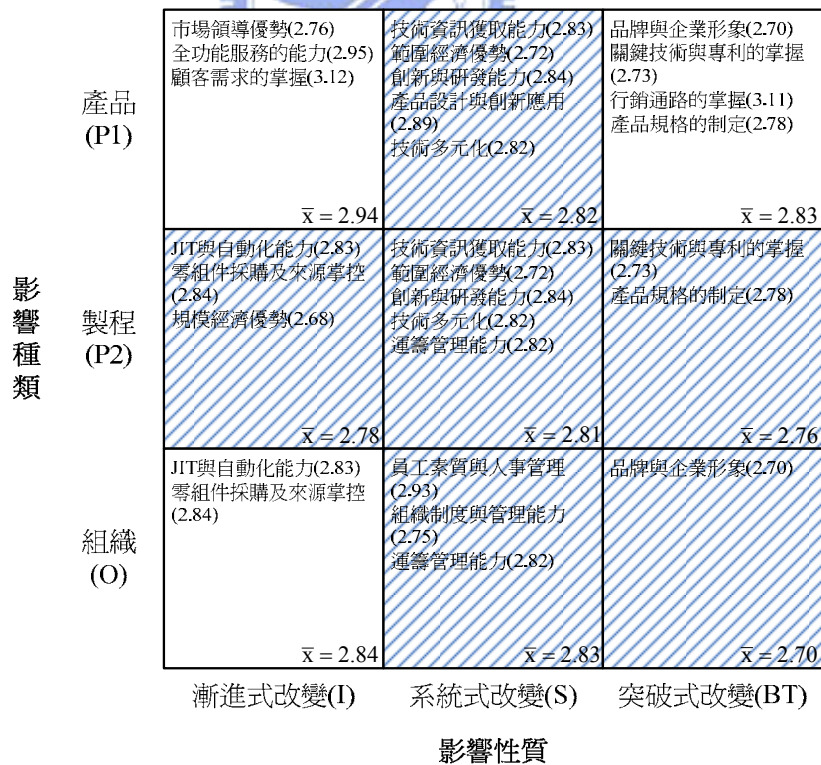 市場領導優勢(2.76)
全功能服務的能力(2.95)
顧客需求的掌握(3.12)
x̄ = 2.94
技術資訊獲取能力(2.83)
範圍經濟優勢(2.72)
創新與研發能力(2.84)
產品設計與創新應用
(2.89)
技術多元化(2.82)
x̄ = 2.82
品牌與企業形象(2.70)
關鍵技術與專利的掌握
(2.73)
行銷通路的掌握(3.11)
產品規格的制定(2.78)
x̄ = 2.83
產品
(P1)
JIT與自動化能力(2.83)
零組件採購及來源掌控
(2.84)
規模經濟優勢(2.68)
x̄ = 2.78
技術資訊獲取能力(2.83)
範圍經濟優勢(2.72)
創新與研發能力(2.84)
技術多元化(2.82)
運籌管理能力(2.82)
x̄ = 2.81
關鍵技術與專利的掌握
(2.73)
產品規格的制定(2.78)
x̄ = 2.76
影響種類
製程
(P2)
JIT與自動化能力(2.83)
零組件採購及來源掌控
(2.84)
x̄ = 2.84
員工素質與人事管理
(2.93)
組織制度與管理能力
(2.75)
運籌管理能力(2.82)
x̄ = 2.83
品牌與企業形象(2.70)
x̄ = 2.70
組織
(O)
漸進式改變(I)
系統式改變(S)
突破式改變(BT)
影響性質